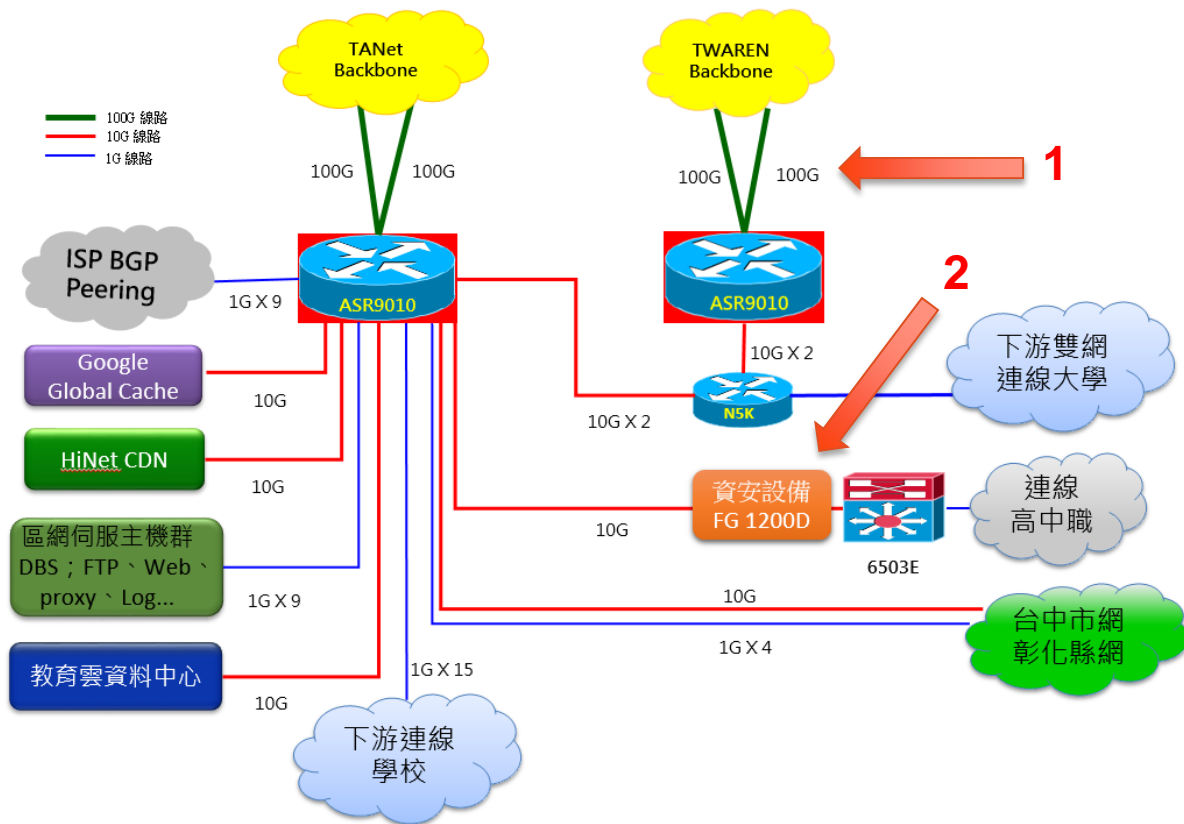 TANet
Backbone
TWAREN
Backbone
100G 線路
10G 線路
1G 線路
100G
100G
100G
100G
1
ISP BGP
Peering
1G X 9
ASR9010
ASR9010
2
Google
Global Cache
10G
10G X 2
N5K
10G X 2
下游雙網
連線大學
HiNet CDN
10G
資安設備
FG 1200D
10G
6503E
連線
高中職
區網伺服主機群
DBS；FTP、Web、
proxy、Log...
1G X 9
10G
1G X 4
台中市網
彰化縣網
教育雲資料中心
10G
1G X 15
下游連線
學校